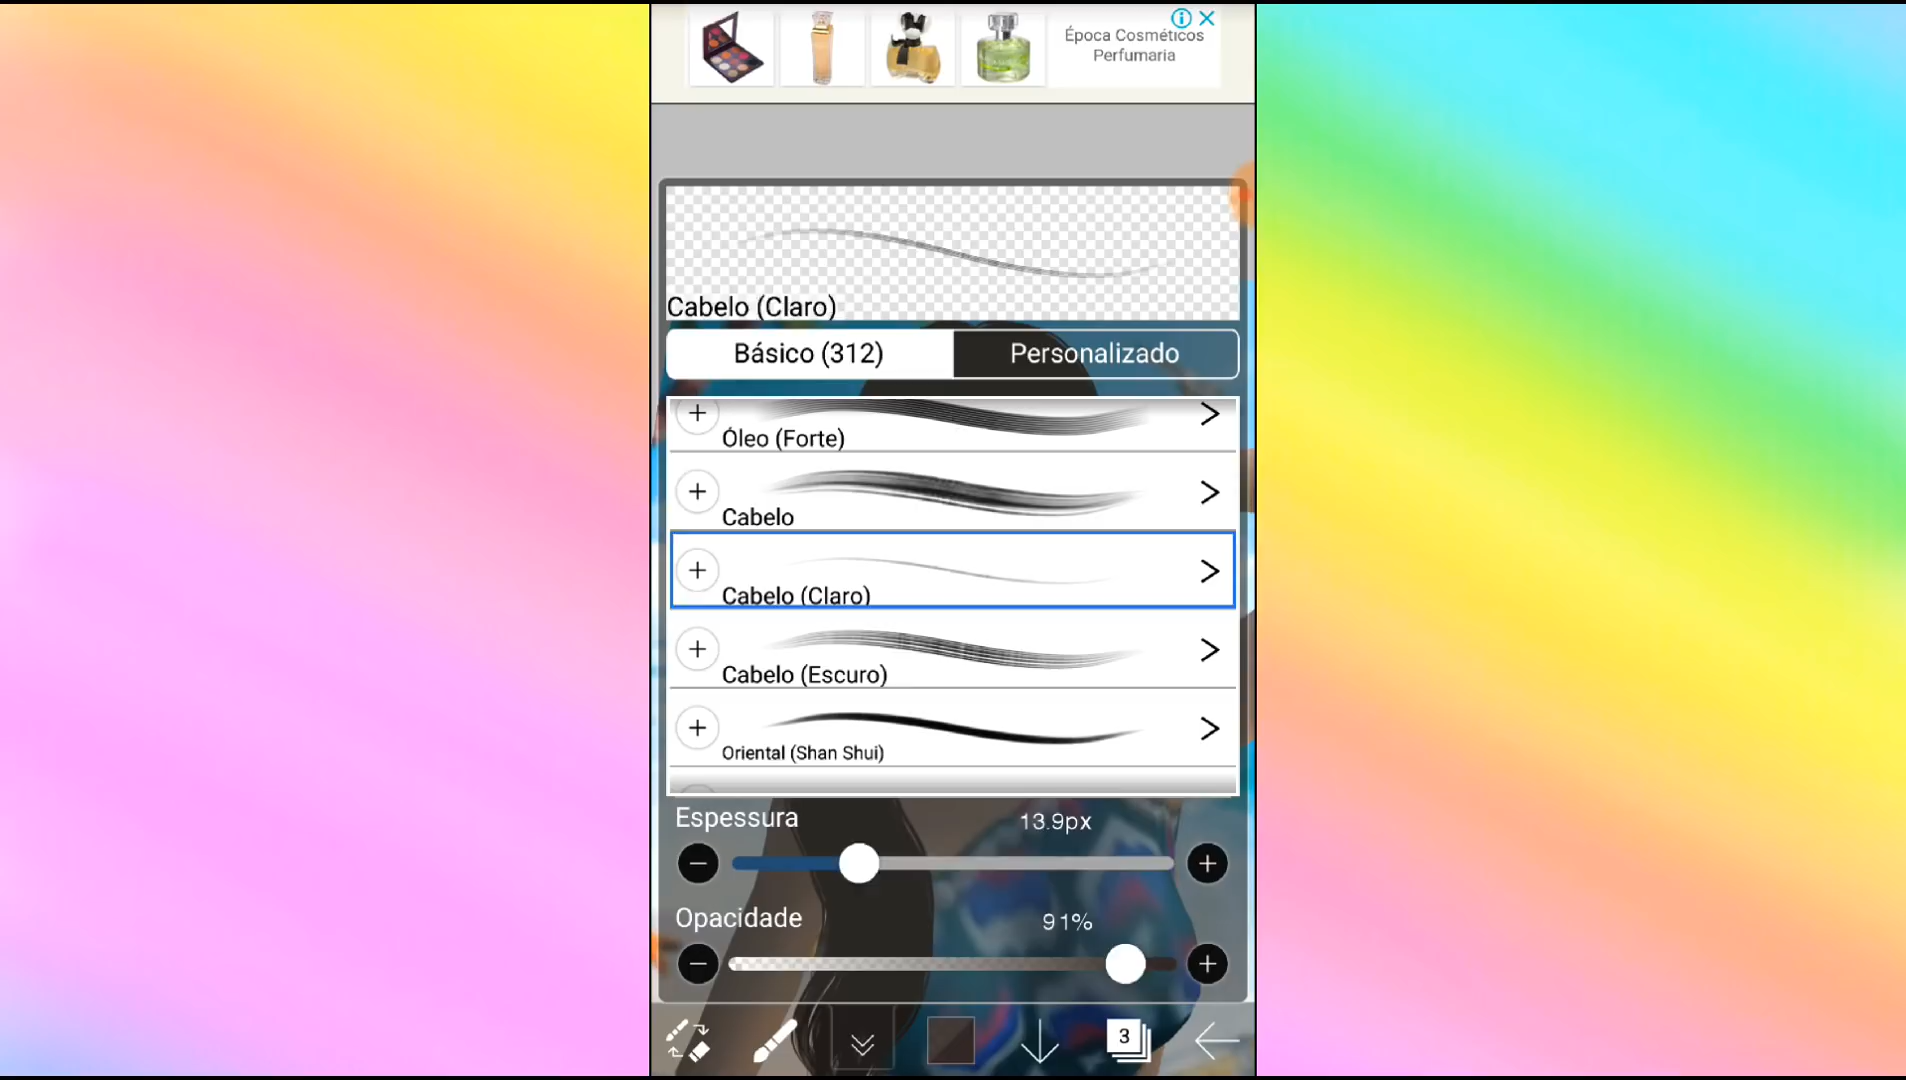 Época Cosméticos
Perfumaria
Cabelo (Claro)
Básico (312)
Personalizado
Óleo (Forte)
Cabelo
Cabelo (Claro)
Cabelo (Escuro)
Oriental (Shan Shui)
Espessura
13.9px
Opacidade
91%
3